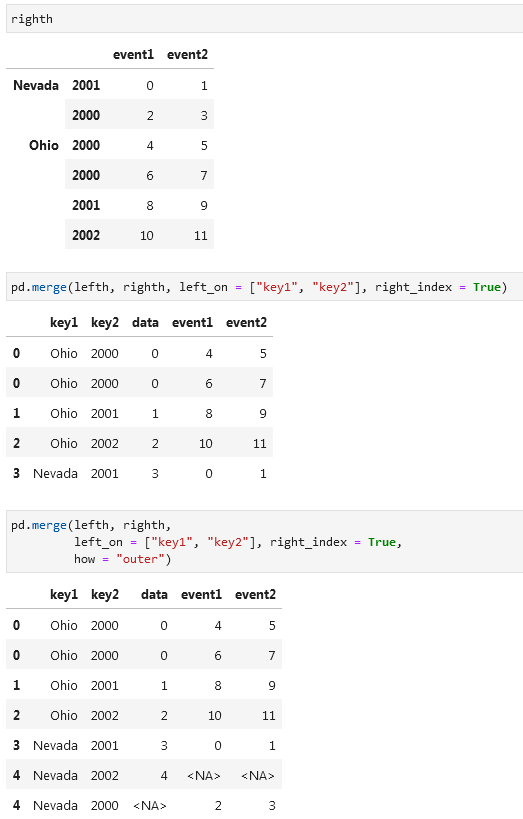 righth
event1 event2
Nevada 2001 0 1
2000 2 3
Ohio 2000 4 5
2000 6 7
2001 8 9
2002 10 11
pd.merge(lefth, righth, left_on = ["key1", "key2"], right_index = True)
key1 key2 data event1 event2
0 Ohio 2000 0 4 5
0 Ohio 2000 0 6 7
1 Ohio 2001 1 8 9
2 Ohio 2002 2 10 11
3 Nevada 2001 3 0 1
pd.merge(lefth, righth,
left_on = ["key1", "key2"], right_index = True,
how = "outer")
key1 key2 data event1 event2
0 Ohio 2000 0 4 5
0 Ohio 2000 0 6 7
1 Ohio 2001 1 8 9
2 Ohio 2002 2 10 11
3 Nevada 2001 3 0 1
4 Nevada 2002 4 <NA> <NA>
4 Nevada 2000 <NA> 2 3